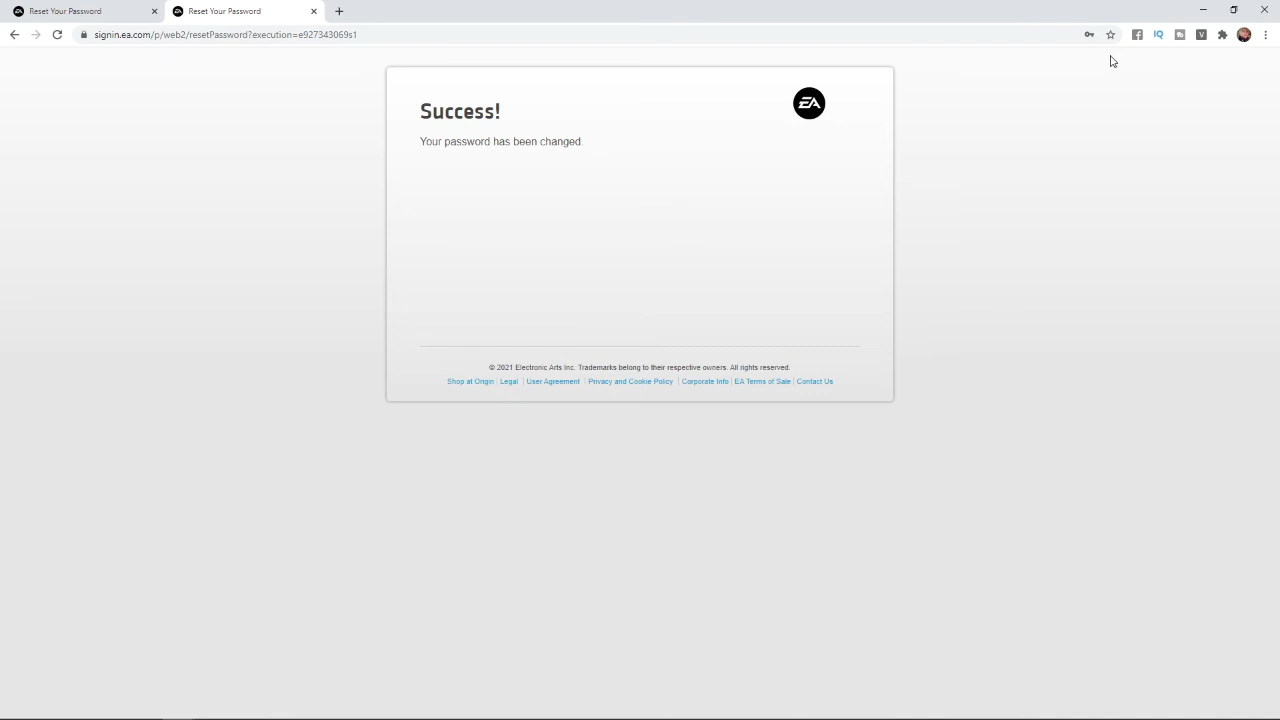 Reset Your Password
Reset Your Password
signin.ea.com/p/web2/resetPassword?execution=e927343069s1
IQ
V
EA
Success!
Your password has been changed.
© 2021 Electronic Arts Inc. Trademarks belong to their respective owners. All rights reserved.
Shop at Origin | Legal | User Agreement | Privacy and Cookie Policy | Corporate Info | EA Terms of Sale | Contact Us